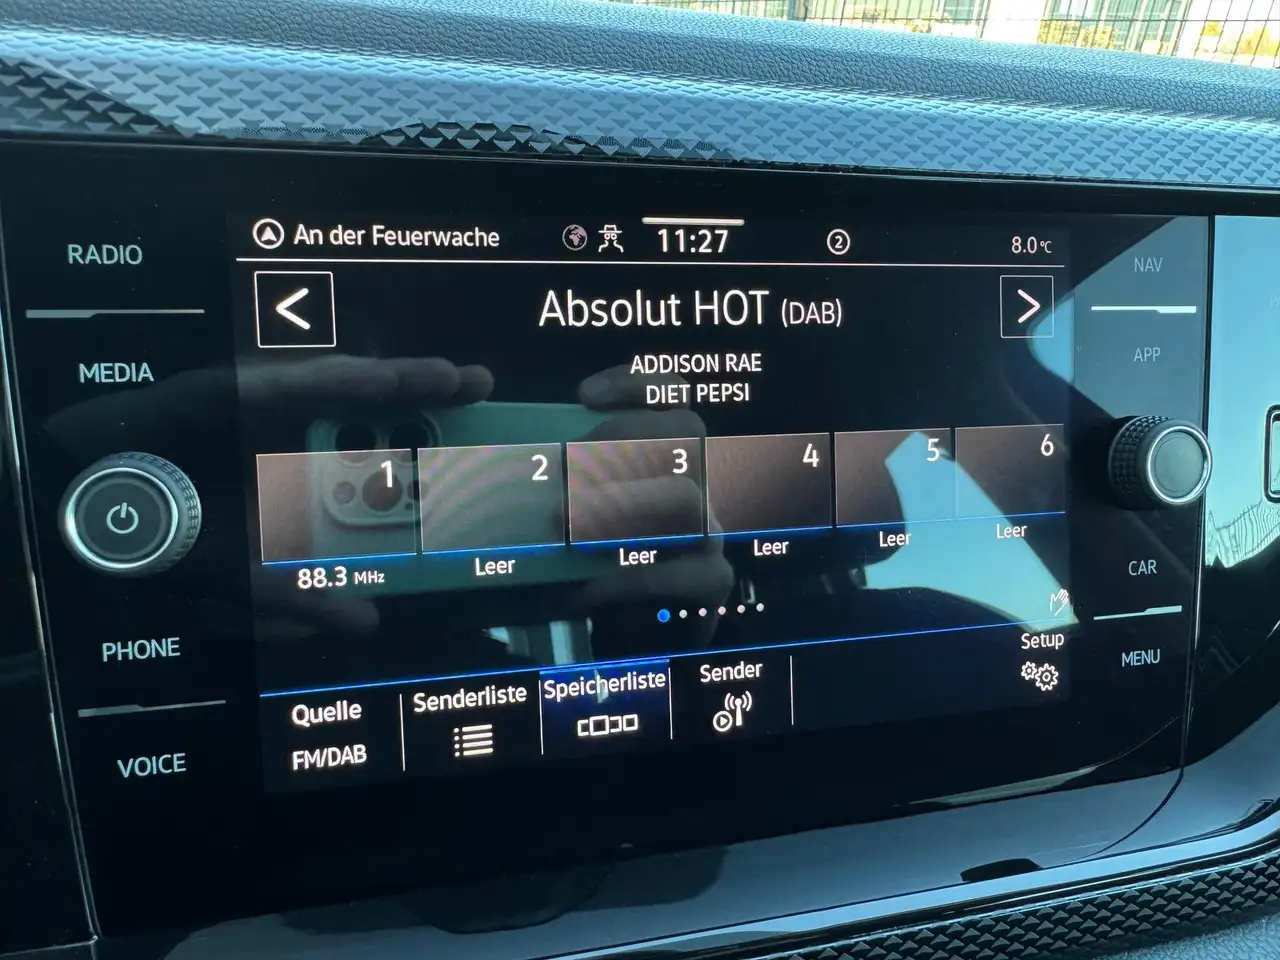 RADIO
MEDIA
PHONE
VOICE
An der Feuerwache
11:27
2
8.0 °C
Absolut HOT (DAB)
ADDISON RAE
DIET PEPSI
1
2
3
4
5
6
88.3 MHz
Leer
Leer
Leer
Leer
Leer
Quelle
FM/DAB
Senderliste
Speicherliste
Sender
Setup
NAV
APP
CAR
MENU